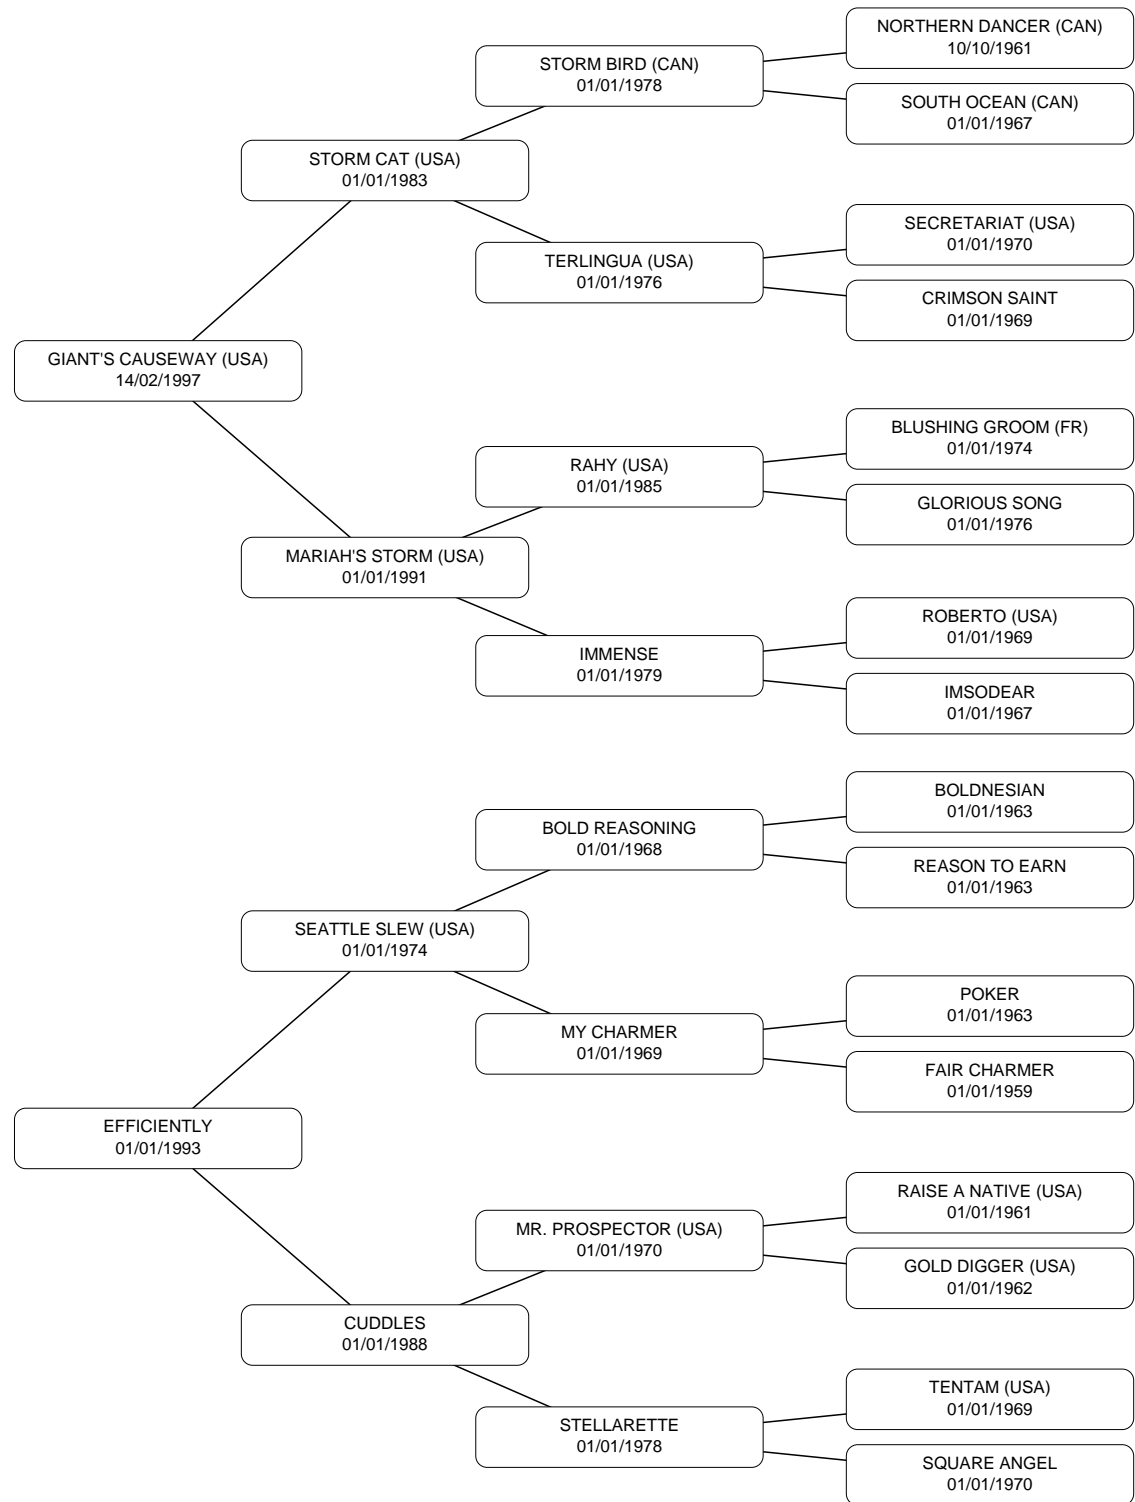 NORTHERN DANCER (CAN)
10/10/1961
STORM BIRD (CAN)
01/01/1978
SOUTH OCEAN (CAN)
01/01/1967
STORM CAT (USA)
01/01/1983
SECRETARIAT (USA)
01/01/1970
TERLINGUA (USA)
01/01/1976
CRIMSON SAINT
01/01/1969
GIANT'S CAUSEWAY (USA)
14/02/1997
BLUSHING GROOM (FR)
01/01/1974
RAHY (USA)
01/01/1985
GLORIOUS SONG
01/01/1976
MARIAH'S STORM (USA)
01/01/1991
ROBERTO (USA)
01/01/1969
IMMENSE
01/01/1979
IMSODEAR
01/01/1967
BOLDNESIAN
01/01/1963
BOLD REASONING
01/01/1968
REASON TO EARN
01/01/1963
SEATTLE SLEW (USA)
01/01/1974
POKER
01/01/1963
MY CHARMER
01/01/1969
FAIR CHARMER
01/01/1959
EFFICIENTLY
01/01/1993
RAISE A NATIVE (USA)
01/01/1961
MR. PROSPECTOR (USA)
01/01/1970
GOLD DIGGER (USA)
01/01/1962
CUDDLES
01/01/1988
TENTAM (USA)
01/01/1969
STELLARETTE
01/01/1978
SQUARE ANGEL
01/01/1970